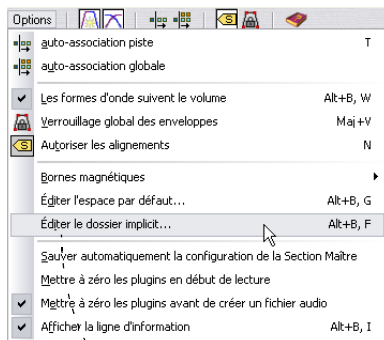 Options
auto-association piste T
auto-association globale
Les formes d'onde suivent le volume Alt+B, W
Verrouillage global des enveloppes Maj+V
S Autoriser les alignements N
Bornes magnétiques
Éditer l'espace par défaut... Alt+B, G
Éditer le dossier implicit... Alt+B, F
Sauver automatiquement la configuration de la Section Maître
Mettre à zéro les plugins en début de lecture
Mettre à zéro les plugins avant de créer un fichier audio
Afficher la ligne d'information Alt+B, I